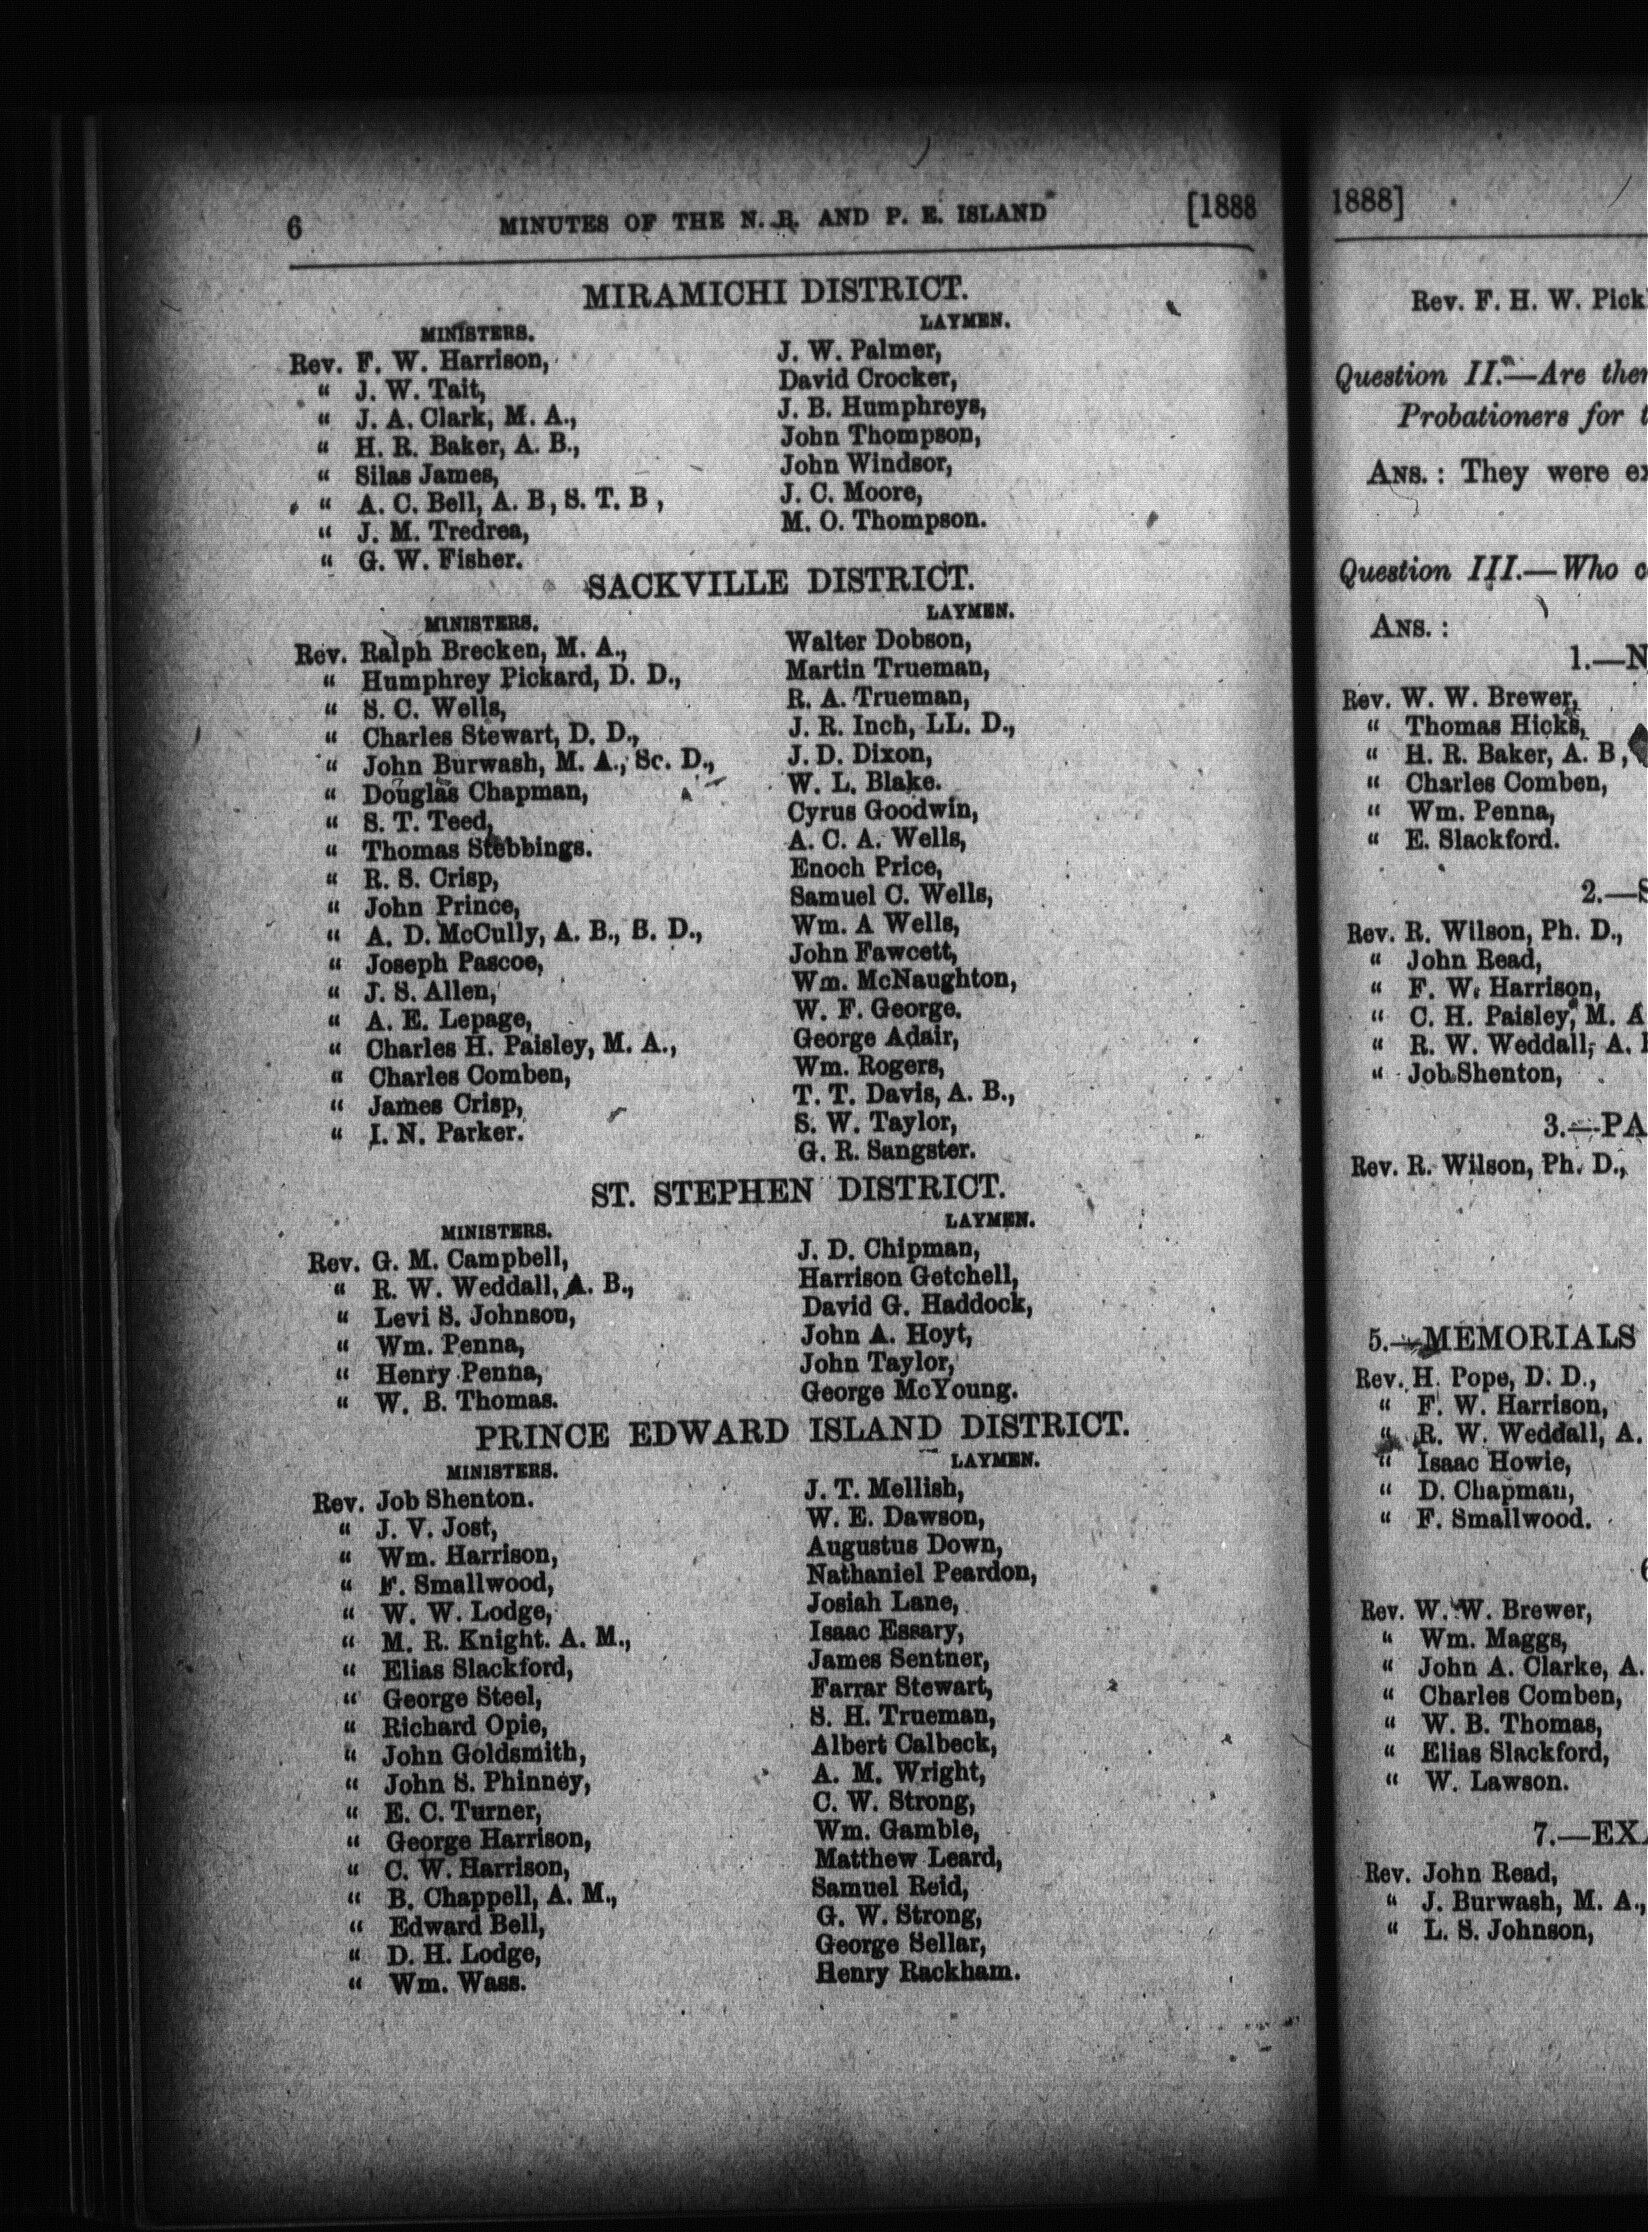 6 MINUTES OF THE N. B. AND P. E. ISLAND [1888
MIRAMICHI DISTRICT.
MINISTERS. LAYMEN.
Rev. F. W. Harrison, J. W. Palmer,
" J. W. Tait, David Crocker,
" J. A. Clark, M. A., J. B. Humphreys,
" H. R. Baker, A. B., John Thompson,
" Silas James, John Windsor,
" A. C. Bell, A. B, S. T. B, J. C. Moore,
" J. M. Tredrea, M. O. Thompson.
" G. W. Fisher.
SACKVILLE DISTRICT.
MINISTERS. LAYMEN.
Rev. Ralph Brecken, M. A., Walter Dobson,
" Humphrey Pickard, D. D., Martin Trueman,
" S. C. Wells, R. A. Trueman,
" Charles Stewart, D. D., J. R. Inch, LL. D.,
" John Burwash, M. A., Sc. D., J. D. Dixon,
" Douglas Chapman, W. L. Blake.
" S. T. Teed, Cyrus Goodwin,
" Thomas Stebbings. A. C. A. Wells,
" R. S. Crisp, Enoch Price,
" John Prince, Samuel C. Wells,
" A. D. McCully, A. B., B. D., Wm. A Wells,
" Joseph Pascoe, John Fawcett,
" J. S. Allen, Wm. McNaughton,
" A. E. Lepage, W. F. George.
" Charles H. Paisley, M. A., George Adair,
" Charles Comben, Wm. Rogers,
" James Crisp, T. T. Davis, A. B.,
" I. N. Parker. S. W. Taylor,
G. R. Sangster.
ST. STEPHEN DISTRICT.
MINISTERS. LAYMEN.
Rev. G. M. Campbell, J. D. Chipman,
" R. W. Weddall, A. B., Harrison Getchell,
" Levi S. Johnson, David G. Haddock,
" Wm. Penna, John A. Hoyt,
" Henry Penna, John Taylor,
" W. B. Thomas. George McYoung.
PRINCE EDWARD ISLAND DISTRICT.
MINISTERS. LAYMEN.
Rev. Job Shenton. J. T. Mellish,
" J. V. Jost, W. E. Dawson,
" Wm. Harrison, Augustus Down,
" F. Smallwood, Nathaniel Peardon,
" W. W. Lodge, Josiah Lane,
" M. R. Knight. A. M., Isaac Essary,
" Elias Slackford, James Sentner,
" George Steel, Farrar Stewart,
" Richard Opie, S. H. Trueman,
" John Goldsmith, Albert Calbeck,
" John S. Phinney, A. M. Wright,
" E. C. Turner, C. W. Strong,
" George Harrison, Wm. Gamble,
" C. W. Harrison, Matthew Leard,
" B. Chappell, A. M., Samuel Reid,
" Edward Bell, G. W. Strong,
" D. H. Lodge, George Sellar,
" Wm. Wass. Henry Rackham.
1888]
Rev. F. H. W. Pick
Question II.—Are
Probationers for
ANS. : They were
Question III.—Who
ANS. :
1.—N
Rev. W. W. Brewer,
" Thomas Hicks,
" H. R. Baker, A. B,
" Charles Comben,
" Wm. Penna,
" E. Slackford.
2.—S
Rev. R. Wilson, Ph. D.,
" John Read,
" F. W. Harrison,
" C. H. Paisley, M. A
" R. W. Weddall, A.
" Job Shenton,
3.—PA
Rev. R. Wilson, Ph. D.,
5.—MEMORIALS
Rev. H. Pope, D. D.,
" F. W. Harrison,
" R. W. Weddall, A.
" Isaac Howie,
" D. Chapman,
" F. Smallwood.
Rev. W. W. Brewer,
" Wm. Maggs,
" John A. Clarke, A.
" Charles Comben,
" W. B. Thomas,
" Elias Slackford,
" W. Lawson.
7.—EX
Rev. John Read,
" J. Burwash, M. A.,
" L. S. Johnson,